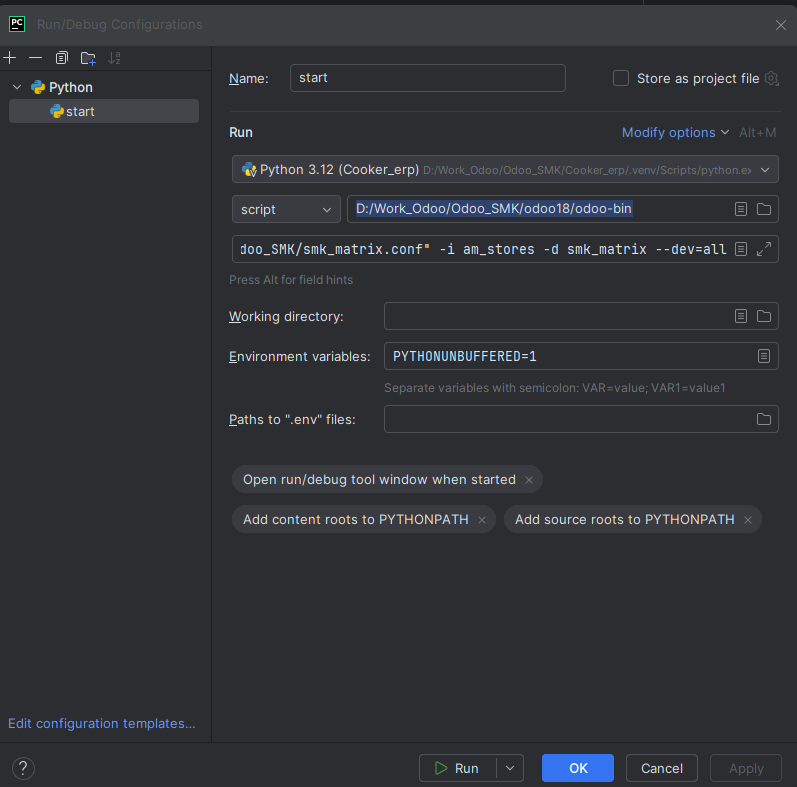 PC Run/Debug Configurations
Python
start
Name: start Store as project file
Run Modify options Alt+M
Python 3.12 (Cooker_erp) D:/Work_Odoo/Odoo_SMK/Cooker_erp/.venv/Scripts/python.ex
script D:/Work_Odoo/Odoo_SMK/odoo18/odoo-bin
doo_SMK/smk_matrix.conf" -i am_stores -d smk_matrix --dev=all
Press Alt for field hints
Working directory:
Environment variables: PYTHONUNBUFFERED=1
Separate variables with semicolon: VAR=value; VAR1=value1
Paths to ".env" files:
Open run/debug tool window when started
Add content roots to PYTHONPATH Add source roots to PYTHONPATH
Edit configuration templates...
? Run OK Cancel Apply